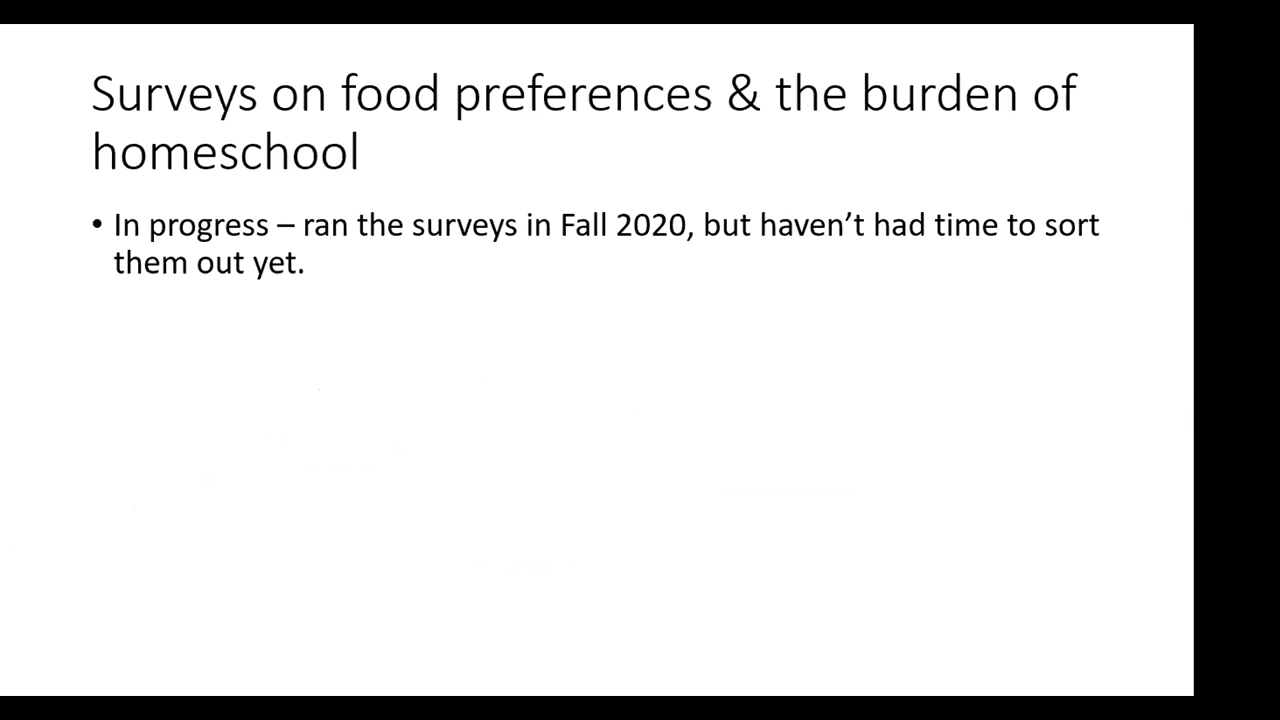 Surveys on food preferences & the burden of
homeschool
• In progress – ran the surveys in Fall 2020, but haven’t had time to sort
them out yet.